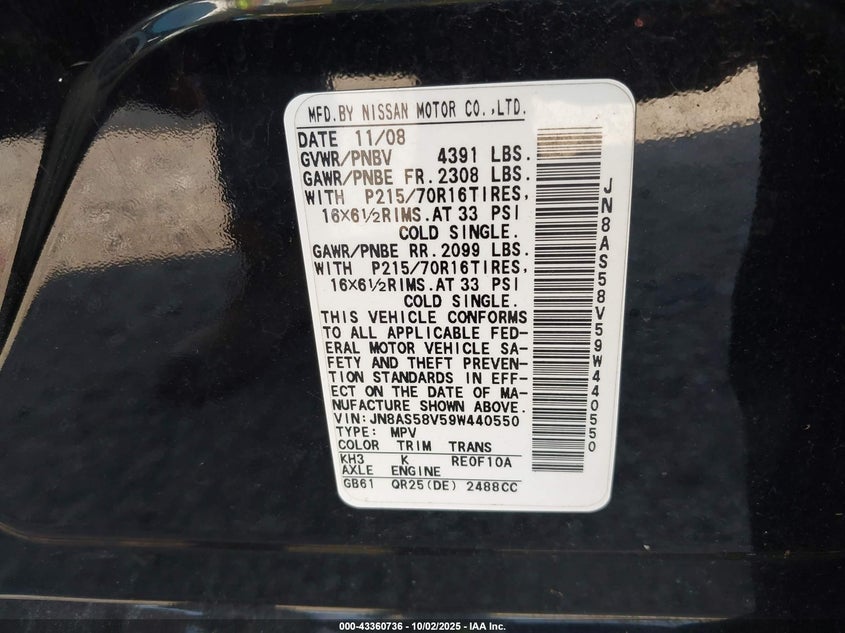 MFD.BY NISSAN MOTOR CO.,LTD.
DATE 11/08
GVWR/PNBV 4391 LBS.
GAWR/PNBE FR. 2308 LBS.
WITH P215/70R16TIRES,
16X6½RIMS.AT 33 PSI
COLD SINGLE.
GAWR/PNBE RR. 2099 LBS.
WITH P215/70R16TIRES,
16X6½RIMS.AT 33 PSI
COLD SINGLE.
THIS VEHICLE CONFORMS
TO ALL APPLICABLE FED-
ERAL MOTOR VEHICLE SA-
FETY AND THEFT PREVEN-
TION STANDARDS IN EFF-
ECT ON THE DATE OF MA-
NUFACTURE SHOWN ABOVE.
VIN:JN8AS58V59W440550
TYPE: MPV
COLOR TRIM TRANS
KH3 K RE0F10A
AXLE ENGINE
GB61 QR25(DE) 2488CC
JN8AS58V59W440550
000-43360736 - 10/02/2025 - IAA Inc.